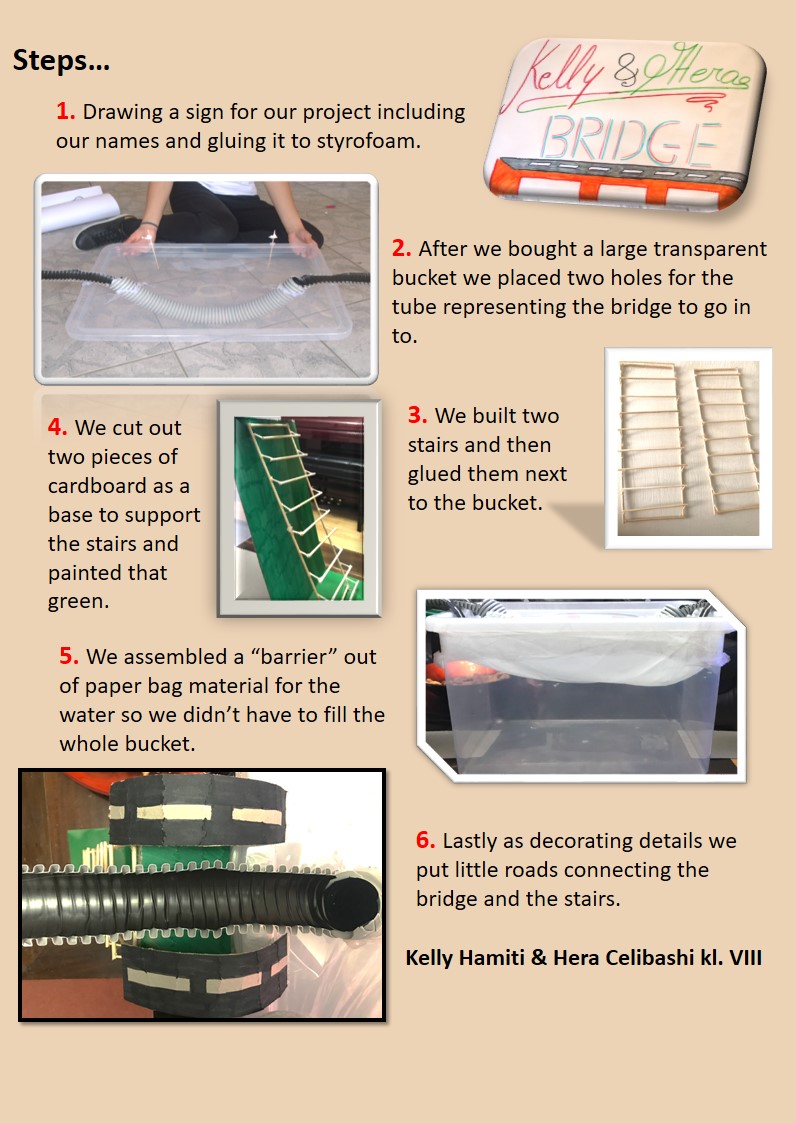 Steps...
Kelly & Heras
BRIDGE
1. Drawing a sign for our project including
our names and gluing it to styrofoam.
2. After we bought a large transparent
bucket we placed two holes for the
tube representing the bridge to go in
to.
3. We built two
stairs and then
glued them next
to the bucket.
4. We cut out
two pieces of
cardboard as a
base to support
the stairs and
painted that
green.
5. We assembled a “barrier” out
of paper bag material for the
water so we didn’t have to fill the
whole bucket.
6. Lastly as decorating details we
put little roads connecting the
bridge and the stairs.
Kelly Hamiti & Hera Celibashi kl. VIII